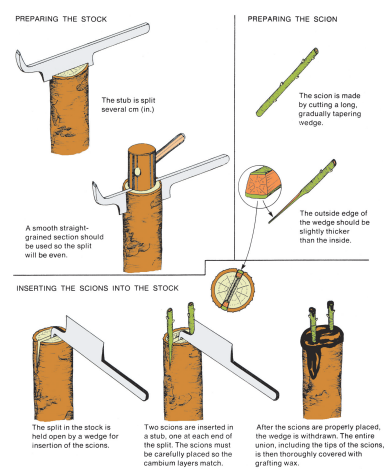 PREPARING THE STOCK
The stub is split
several cm (in.)
A smooth straight-
grained section should
be used so the split
will be even.
PREPARING THE SCION
The scion is made
by cutting a long,
gradually tapering
wedge.
The outside edge of
the wedge should be
slightly thicker
than the inside.
INSERTING THE SCIONS INTO THE STOCK
The split in the stock is
held open by a wedge for
insertion of the scions.
Two scions are inserted in
a stub, one at each end of
the split. The scions must
be carefully placed so the
cambium layers match.
After the scions are properly placed,
the wedge is withdrawn. The entire
union, including the tips of the scions,
is then thoroughly covered with
grafting wax.